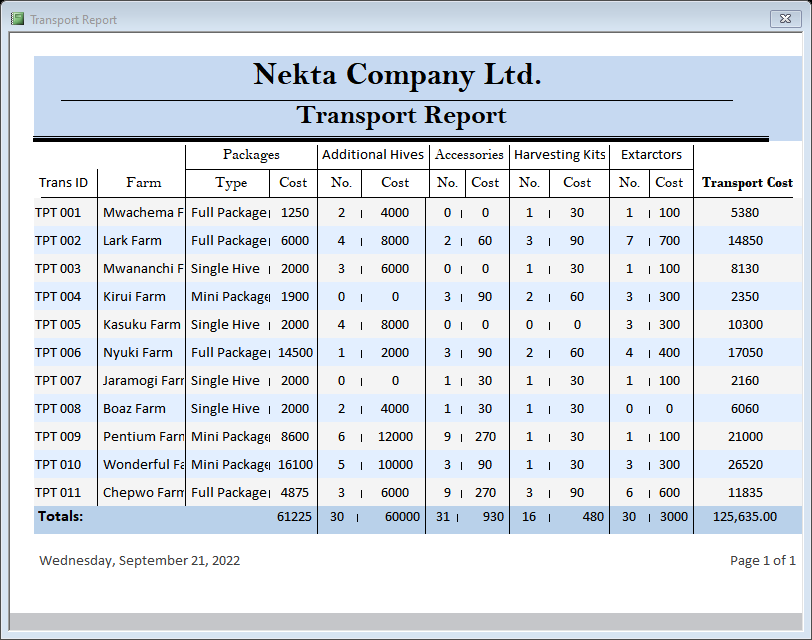 Transport Report
Nekta Company Ltd.
Transport Report
Packages Additional Hives Accessories Harvesting Kits Extarctors
Trans ID Farm Type Cost No. Cost No. Cost No. Cost No. Cost Transport Cost
TPT 001 Mwachema F Full Package 1250 2 4000 0 0 1 30 1 100 5380
TPT 002 Lark Farm Full Package 6000 4 8000 2 60 3 90 7 700 14850
TPT 003 Mwananchi F Single Hive 2000 3 6000 0 0 1 30 1 100 8130
TPT 004 Kirui Farm Mini Package 1900 0 0 3 90 2 60 3 300 2350
TPT 005 Kasuku Farm Single Hive 2000 4 8000 0 0 0 0 3 300 10300
TPT 006 Nyuki Farm Full Package 14500 1 2000 3 90 2 60 4 400 17050
TPT 007 Jaramogi Farr Single Hive 2000 0 0 1 30 1 30 1 100 2160
TPT 008 Boaz Farm Single Hive 2000 2 4000 1 30 1 30 0 0 6060
TPT 009 Pentium Farm Mini Package 8600 6 12000 9 270 1 30 1 100 21000
TPT 010 Wonderful Fa Mini Package 16100 5 10000 3 90 1 30 3 300 26520
TPT 011 Chepwo Farm Full Package 4875 3 6000 9 270 3 90 6 600 11835
Totals: 61225 30 60000 31 930 16 480 30 3000 125,635.00
Wednesday, September 21, 2022 Page 1 of 1